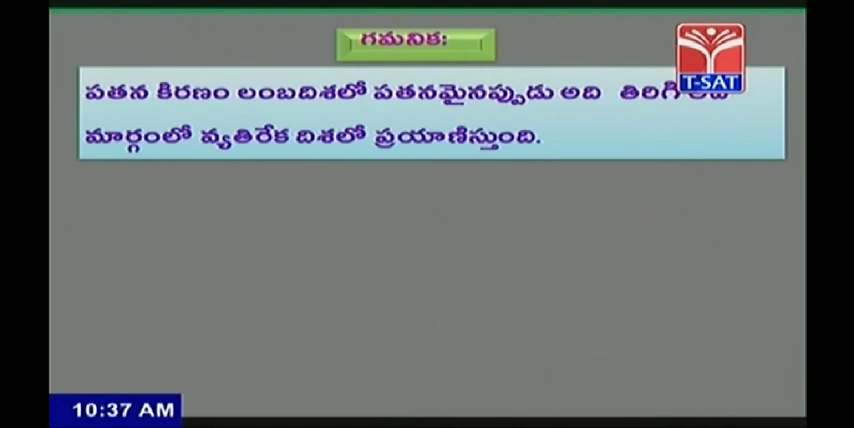 గమనిక:
T-SAT
పతన కిరణం లంబదిశలో పతనమైనప్పుడు అది తిరిగి
మార్గంలో వ్యతిరేక దిశలో ప్రయాణిస్తుంది.
10:37 AM